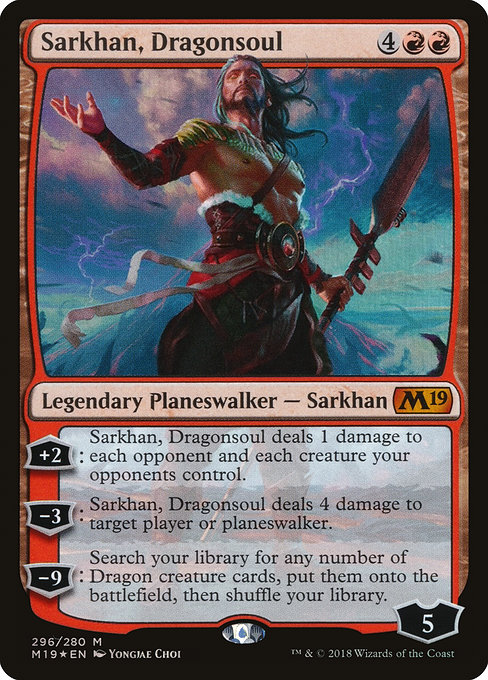 Sarkhan, Dragonsoul 4
Legendary Planeswalker — Sarkhan M19
+2: Sarkhan, Dragonsoul deals 1 damage to
each opponent and each creature your
opponents control.
−3: Sarkhan, Dragonsoul deals 4 damage to
target player or planeswalker.
−9: Search your library for any number of
Dragon creature cards, put them onto the
battlefield, then shuffle your library.
5
296/280 M
M19★EN Yongjae Choi
™ & © 2018 Wizards of the Coast